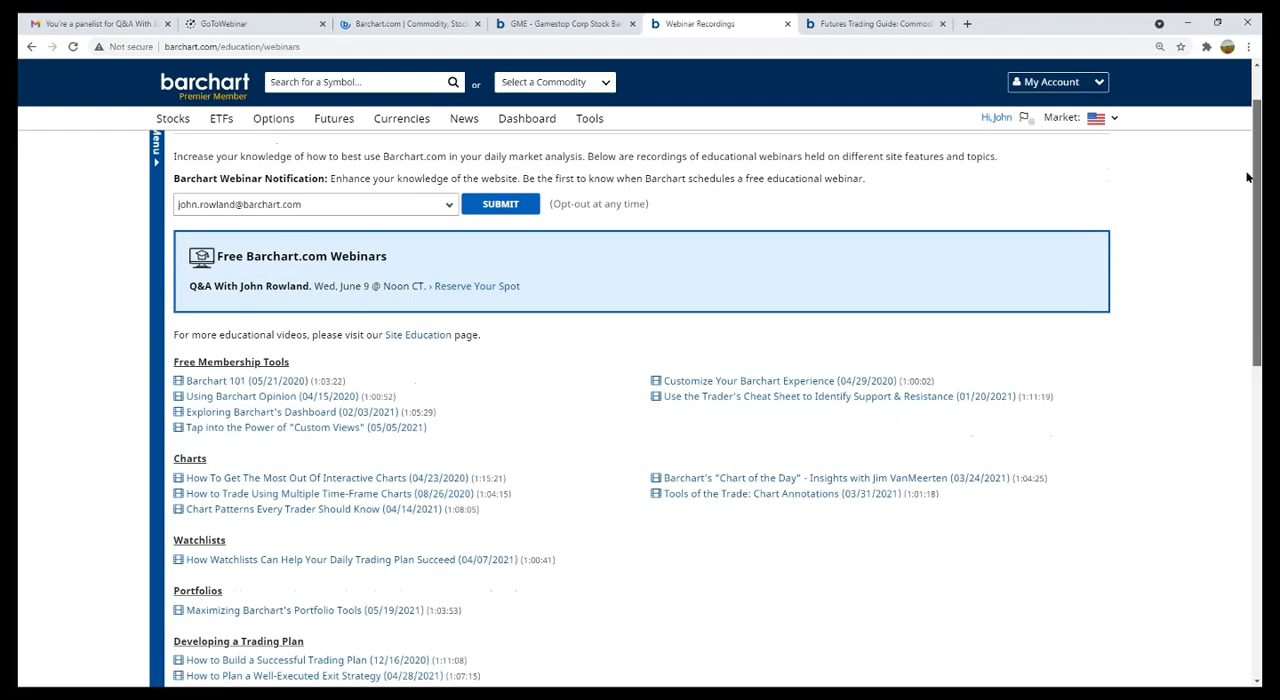 You're a panelist for Q&A With J
GoToWebinar
Barchart.com | Commodity, Stoc
GME - Gamestop Corp Stock Ba
Webinar Recordings
Futures Trading Guide: Commod
Not secure | barchart.com/education/webinars
barchart
Premier Member
Search for a Symbol...
or
Select a Commodity
My Account
Stocks ETFs Options Futures Currencies News Dashboard Tools
Hi, John
Market:
Menu
Increase your knowledge of how to best use Barchart.com in your daily market analysis. Below are recordings of educational webinars held on different site features and topics.
Barchart Webinar Notification: Enhance your knowledge of the website. Be the first to know when Barchart schedules a free educational webinar.
john.rowland@barchart.com SUBMIT (Opt-out at any time)
Free Barchart.com Webinars
Q&A With John Rowland. Wed, June 9 @ Noon CT. › Reserve Your Spot
For more educational videos, please visit our Site Education page.
Free Membership Tools
Barchart 101 (05/21/2020) (1:03:22)
Using Barchart Opinion (04/15/2020) (1:00:52)
Exploring Barchart's Dashboard (02/03/2021) (1:05:29)
Tap into the Power of "Custom Views" (05/05/2021)
Customize Your Barchart Experience (04/29/2020) (1:00:02)
Use the Trader's Cheat Sheet to Identify Support & Resistance (01/20/2021) (1:11:19)
Charts
How To Get The Most Out Of Interactive Charts (04/23/2020) (1:15:21)
How to Trade Using Multiple Time-Frame Charts (08/26/2020) (1:04:15)
Chart Patterns Every Trader Should Know (04/14/2021) (1:08:05)
Barchart's "Chart of the Day" - Insights with Jim VanMeerten (03/24/2021) (1:04:25)
Tools of the Trade: Chart Annotations (03/31/2021) (1:01:18)
Watchlists
How Watchlists Can Help Your Daily Trading Plan Succeed (04/07/2021) (1:00:41)
Portfolios
Maximizing Barchart's Portfolio Tools (05/19/2021) (1:03:53)
Developing a Trading Plan
How to Build a Successful Trading Plan (12/16/2020) (1:11:08)
How to Plan a Well-Executed Exit Strategy (04/28/2021) (1:07:15)